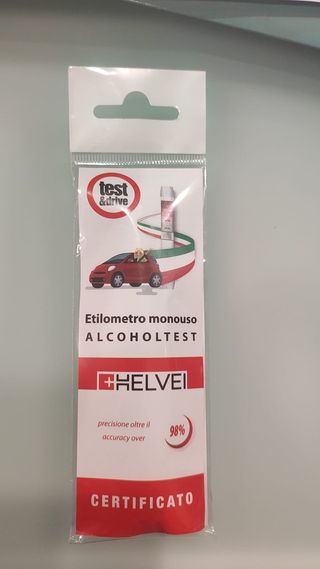 test
&drive
Etilometro monouso
ALCOHOLTEST
HELVEI
precisione oltre il
accuracy over
98%
CERTIFICATO